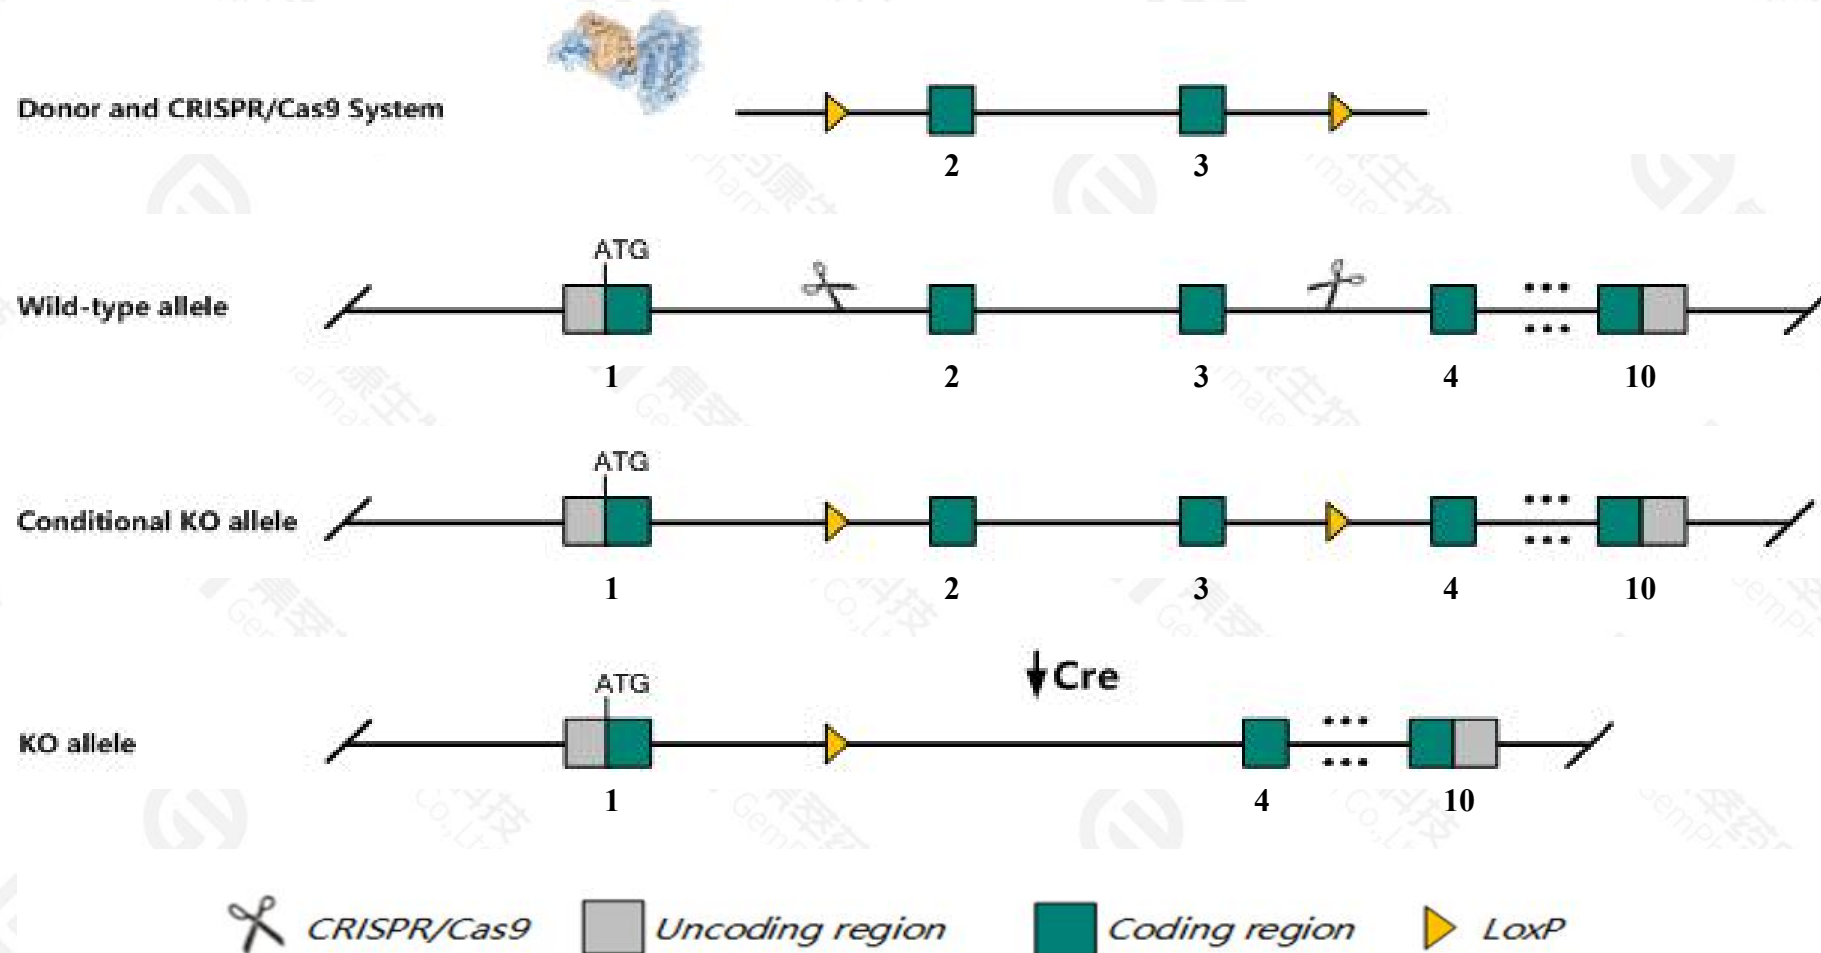 Donor and CRISPR/Cas9 System
2 3
ATG
Wild-type allele
1 2 3 4 10
ATG
Conditional KO allele
1 2 3 4 10
Cre
ATG
KO allele
1 4 10
CRISPR/Cas9 Uncoding region Coding region LoxP